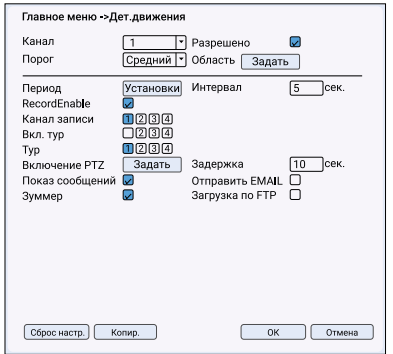 Главное меню ->Дет.движения
Канал 1 Разрешено
Порог Средний Область Задать
Период Установки Интервал 5 сек.
RecordEnable
Канал записи 1 2 3 4
Вкл. тур 2 3 4
Тур 1 2 3 4
Включение PTZ Задать Задержка 10 сек.
Показ сообщений Отправить EMAIL
Зуммер Загрузка по FTP
Сброс настр. Копир. OK Отмена